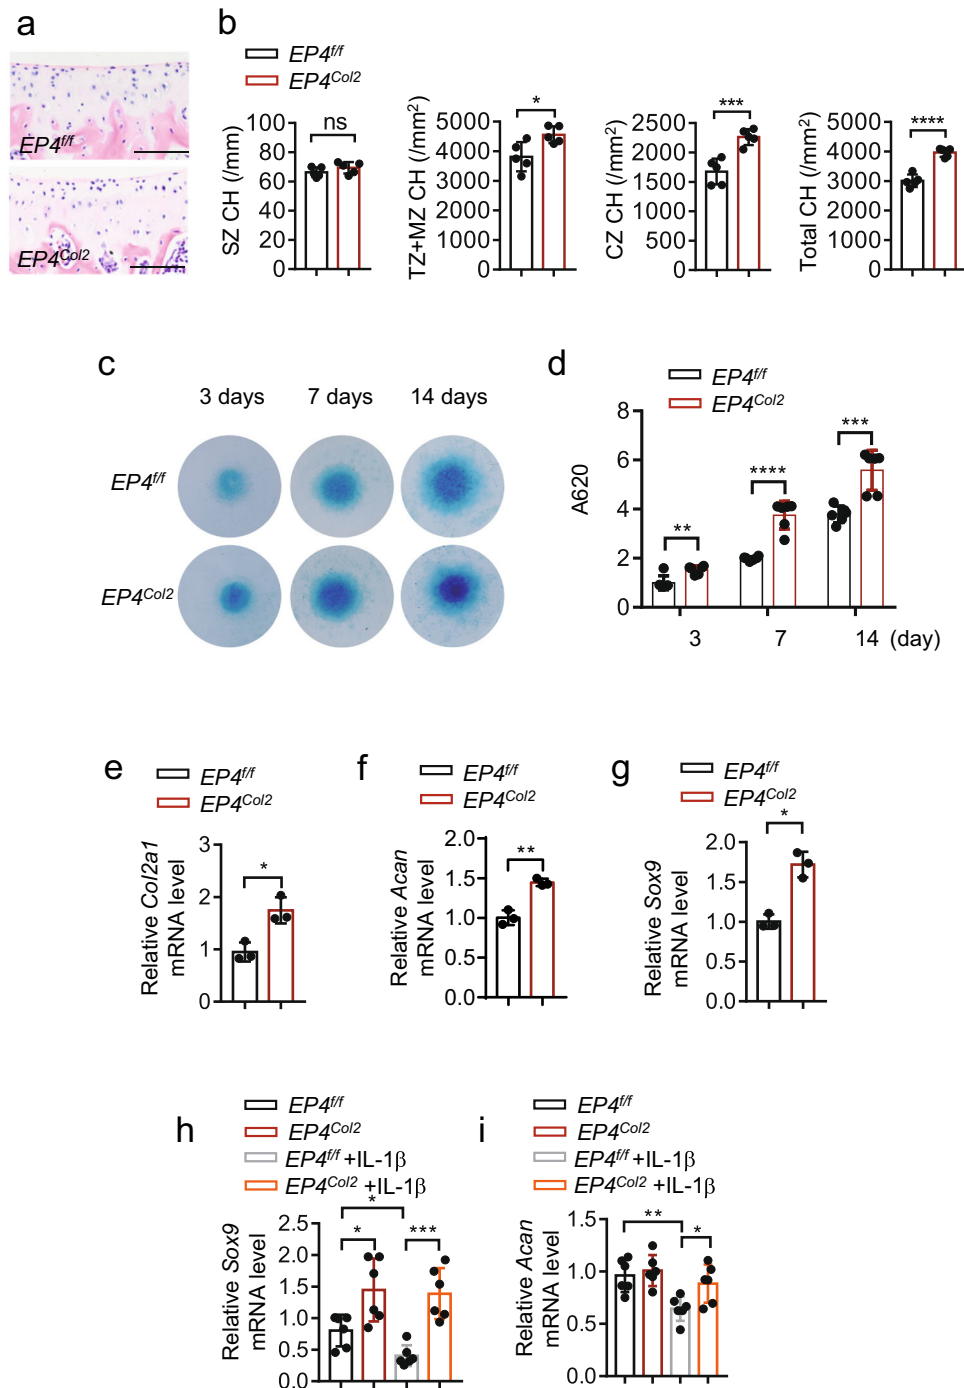 a
EP4f/f
EP4Col2
b
EP4f/f
EP4Col2
SZ CH (/mm)
100
80
60
40
20
0
ns
TZ+MZ CH (/mm2)
5000
4000
3000
2000
1000
0
*
CZ CH (/mm2)
2500
2000
1500
1000
500
0
***
Total CH (/mm2)
5000
4000
3000
2000
1000
0
****
c
3 days 7 days 14 days
EP4f/f
EP4Col2
d
EP4f/f
EP4Col2
A620
8
6
4
2
0
**
****
***
3 7 14 (day)
e
EP4f/f
EP4Col2
Relative Col2a1
mRNA level
3
2
1
0
*
f
EP4f/f
EP4Col2
Relative Acan
mRNA level
2.0
1.5
1.0
0.5
0.0
**
g
EP4f/f
EP4Col2
Relative Sox9
mRNA level
2.0
1.5
1.0
0.5
0.0
*
h
EP4f/f
EP4Col2
EP4f/f +IL-1β
EP4Col2 +IL-1β
Relative Sox9
mRNA level
2.5
2.0
1.5
1.0
0.5
0.0
*
*
***
i
EP4f/f
EP4Col2
EP4f/f +IL-1β
EP4Col2 +IL-1β
Relative Acan
mRNA level
1.5
1.0
0.5
0.0
**
*